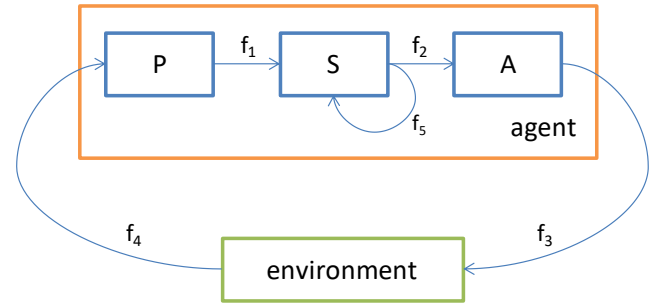 P
f₁
S
f₂
A
f₅
agent
f₄
f₃
environment